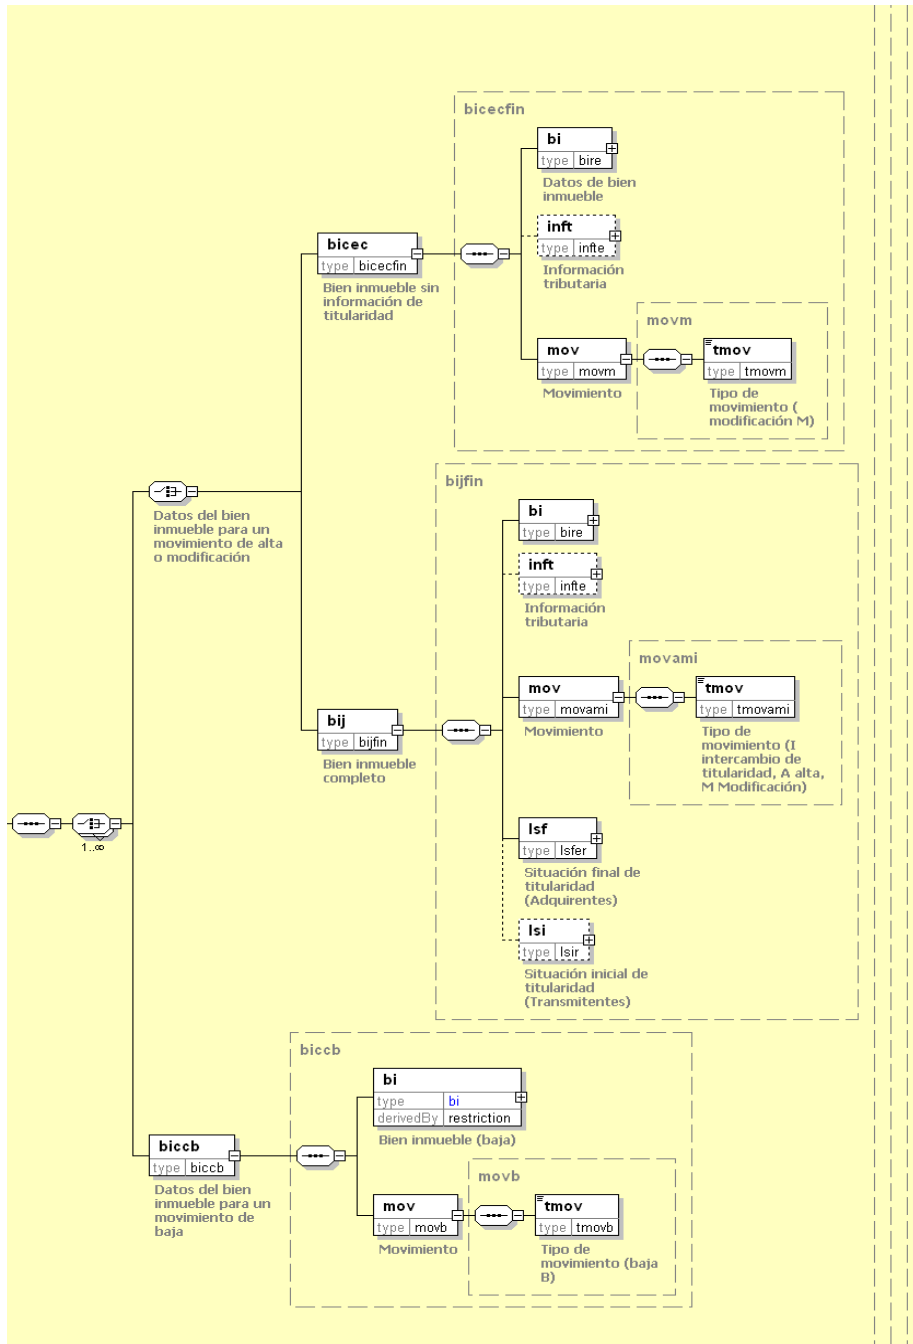 bicecfin
bi
type bire
Datos de bien
inmueble
inft
type infte
Información
tributaria
bicec
type bicecfin
Bien inmueble sin
información de
titularidad
movm
mov
type movm
Movimiento
tmov
type tmovm
Tipo de
movimiento (
modificación M)
bijfin
Datos del bien
inmueble para un
movimiento de alta
o modificación
bi
type bire
inft
type infte
Información
tributaria
movami
mov
type movami
Movimiento
tmov
type tmovami
Tipo de
movimiento (I
intercambio de
titularidad, A alta,
M Modificación)
bij
type bijfin
Bien inmueble
completo
1..∞
lsf
type lsfer
Situación final de
titularidad
(Adquirentes)
lsi
type lsir
Situación inicial de
titularidad
(Transmitentes)
biccb
bi
type bi
derivedBy restriction
Bien inmueble (baja)
biccb
type biccb
Datos del bien
inmueble para un
movimiento de
baja
movb
mov
type movb
Movimiento
tmov
type tmovb
Tipo de
movimiento (baja
B)